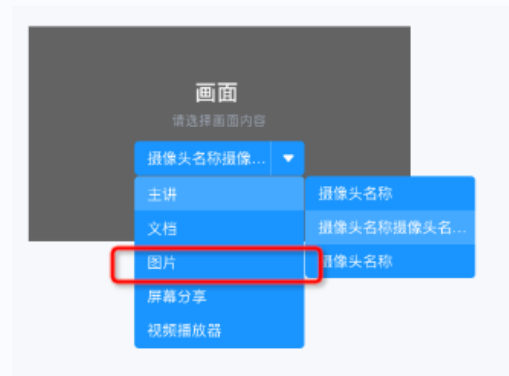 画面
请选择画面内容
摄像头名称摄像...
主讲
摄像头名称
文档
摄像头名称摄像头名...
图片
摄像头名称
屏幕分享
视频播放器